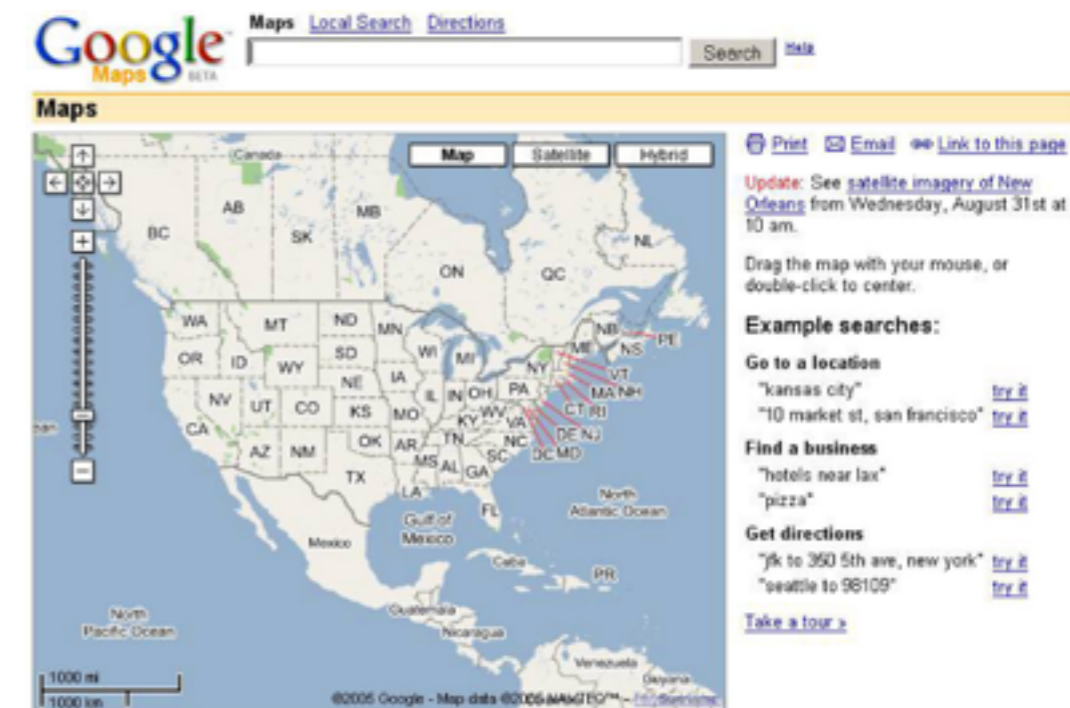 Google Maps BETA
Maps Local Search Directions
Search Help
Maps
Print Email Link to this page
Map Satellite Hybrid
Update: See satellite imagery of New
Orleans from Wednesday, August 31st at
10 am.
Drag the map with your mouse, or
double-click to center.
Example searches:
Go to a location
"kansas city" try it
"10 market st, san francisco" try it
Find a business
"hotels near lax" try it
"pizza" try it
Get directions
"jfk to 350 5th ave, new york" try it
"seattle to 98109" try it
Take a tour »
Canada
AB
MB
BC
SK
NL
ON
QC
WA MT ND MN NB PE
OR ID WY SD WI MI ME NS
NY VT
NV UT CO NE IA IL IN OH PA MA NH
KS MO KY WV VA CT RI
CA AZ NM OK AR TN NC DE NJ
MS AL GA SC DC MD
TX LA
FL
North
Atlantic Ocean
Gulf of
Mexico
Mexico
Cuba
PR
Guatemala
Nicaragua
North
Pacific Ocean
Venezuela
Guyana
1000 mi
1000 km
©2005 Google - Map data ©2005 NAVTEQ™ -